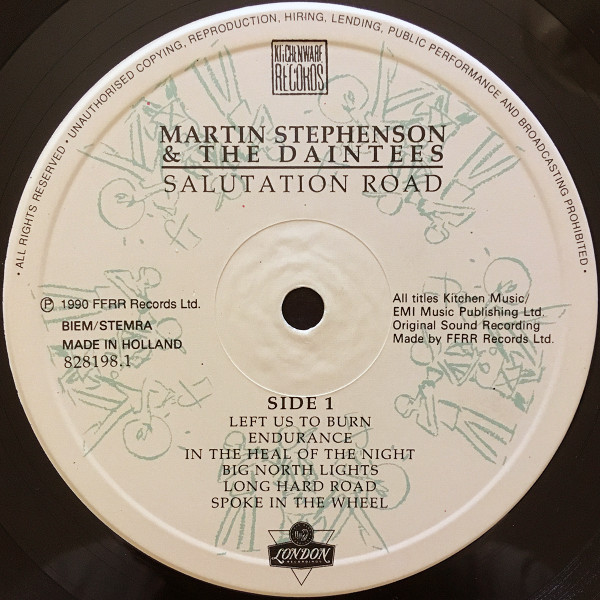 • ALL RIGHTS RESERVED • UNAUTHORISED COPYING, REPRODUCTION, HIRING, LENDING, PUBLIC PERFORMANCE AND BROADCASTING PROHIBITED •
KITCHENWARE
RECORDS
MARTIN STEPHENSON
& THE DAINTEES
SALUTATION ROAD
℗ 1990 FFRR Records Ltd.
BIEM/STEMRA
MADE IN HOLLAND
828198.1
All titles Kitchen Music/
EMI Music Publishing Ltd.
Original Sound Recording
Made by FFRR Records Ltd.
SIDE 1
LEFT US TO BURN
ENDURANCE
IN THE HEAL OF THE NIGHT
BIG NORTH LIGHTS
LONG HARD ROAD
SPOKE IN THE WHEEL
LONDON
RECORDINGS